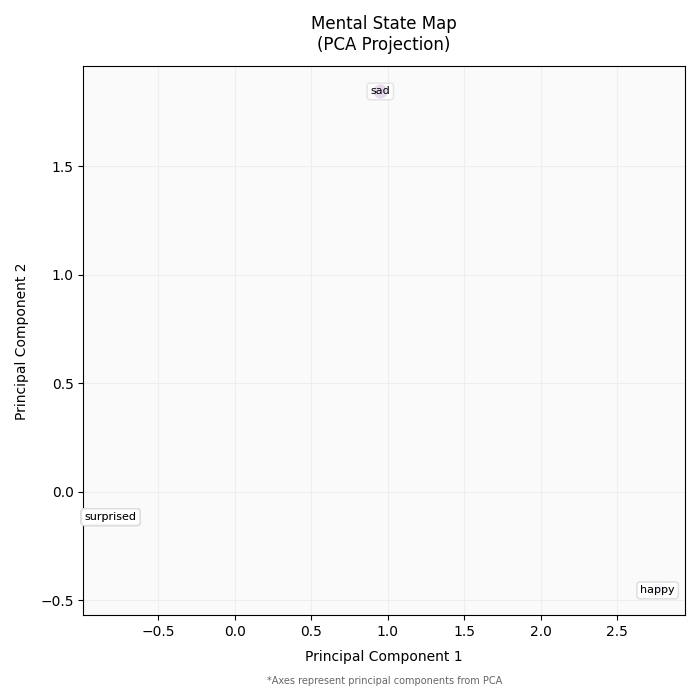 Mental State Map
(PCA Projection)
sad
surprised
happy
Principal Component 2
1.5
1.0
0.5
0.0
−0.5
−0.5 0.0 0.5 1.0 1.5 2.0 2.5
Principal Component 1
*Axes represent principal components from PCA